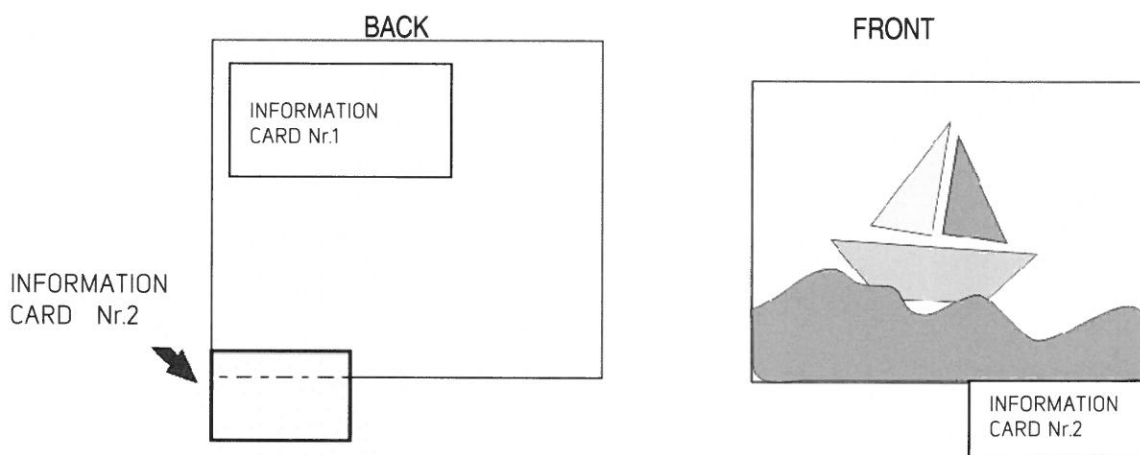 BACK
INFORMATION
CARD Nr.1
INFORMATION
CARD Nr.2
FRONT
INFORMATION
CARD Nr.2